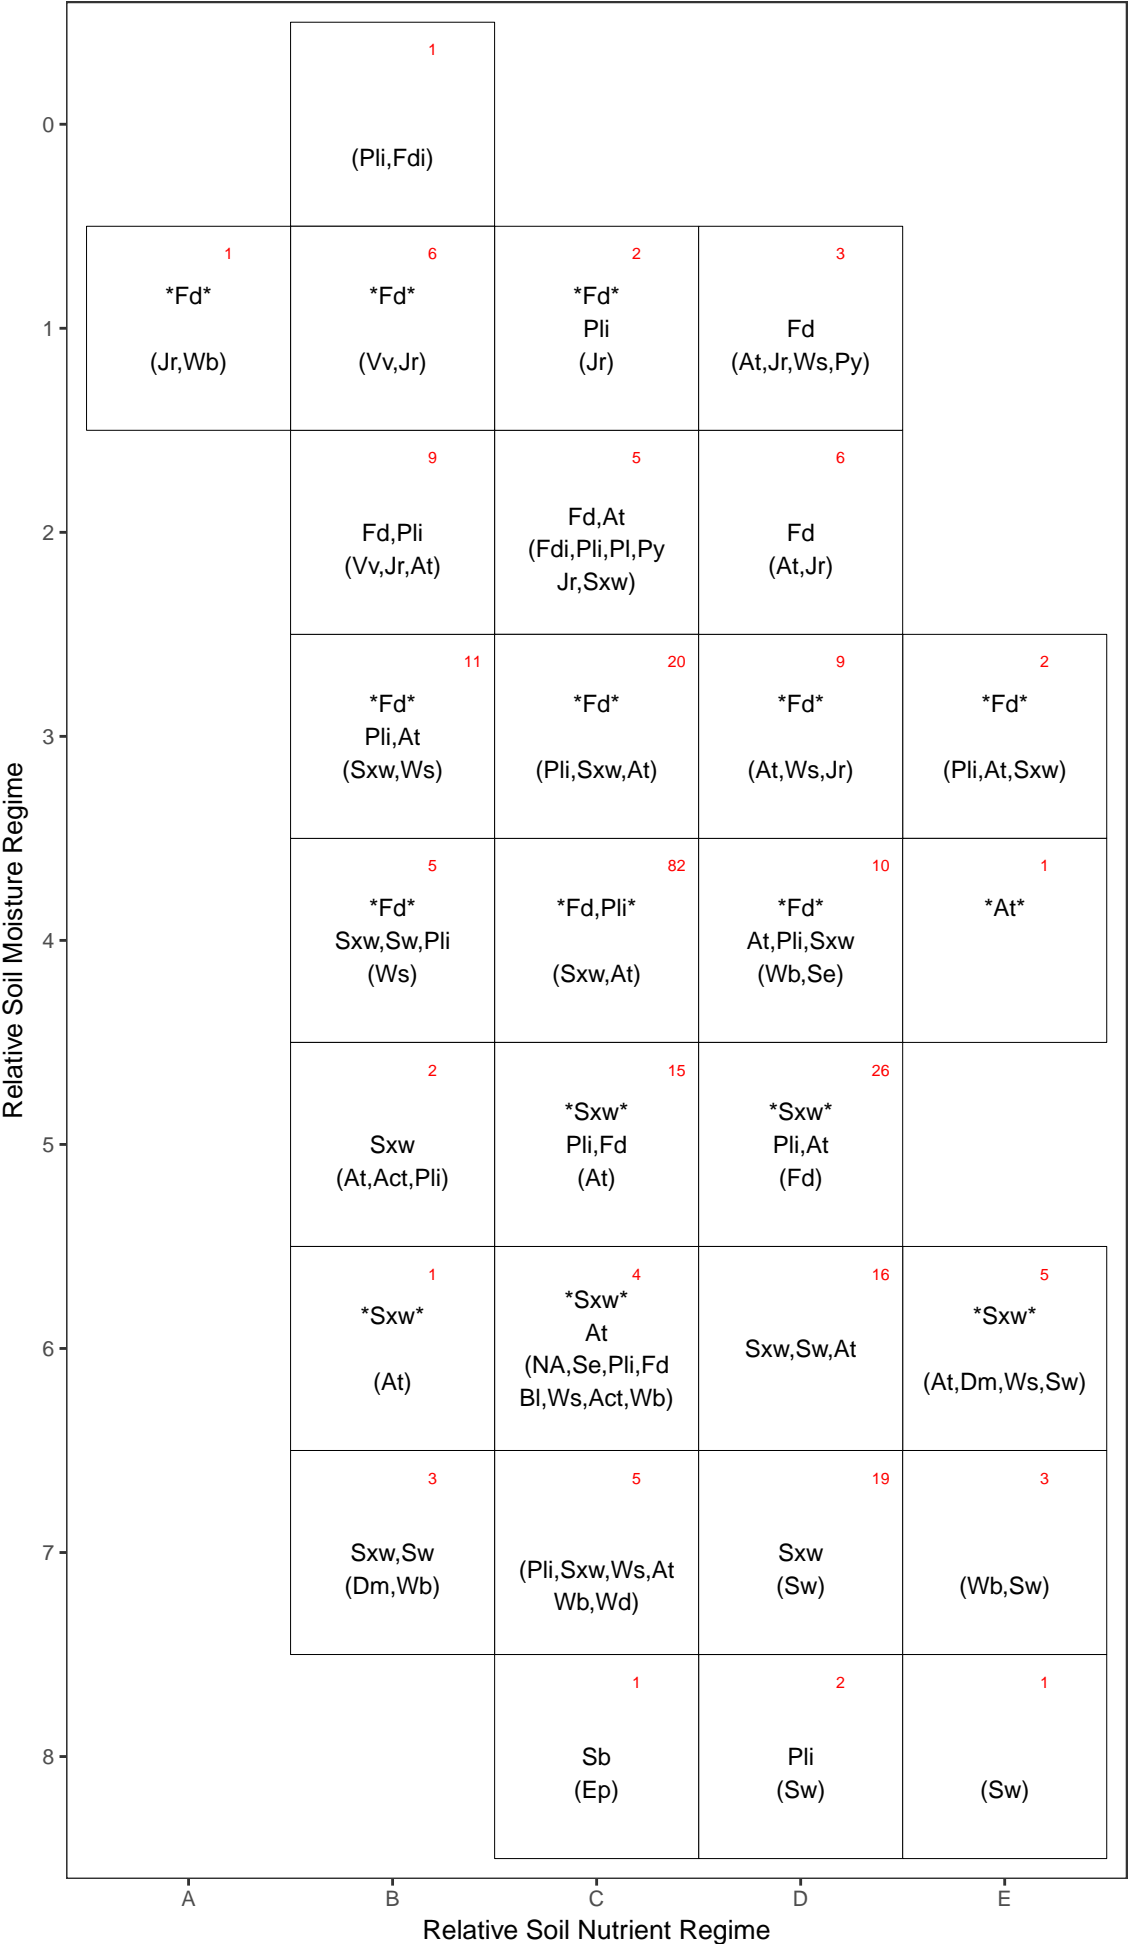 1
0
(Pli,Fdi)
1
6
2
3
*Fd*
*Fd*
*Fd*
1
Pli
Fd
(Jr,Wb)
(Vv,Jr)
(Jr)
(At,Jr,Ws,Py)
9
5
6
2
Fd,Pli
(Vv,Jr,At)
Fd,At
(Fdi,Pli,Pl,Py
Jr,Sxw)
Fd
(At,Jr)
11
20
9
2
3
*Fd*
Pli,At
(Sxw,Ws)
*Fd*
(Pli,Sxw,At)
*Fd*
(At,Ws,Jr)
*Fd*
(Pli,At,Sxw)
5
82
10
1
4
*Fd*
Sxw,Sw,Pli
(Ws)
*Fd,Pli*
(Sxw,At)
*Fd*
At,Pli,Sxw
(Wb,Se)
*At*
2
15
26
5
Sxw
(At,Act,Pli)
*Sxw*
Pli,Fd
(At)
*Sxw*
Pli,At
(Fd)
1
4
16
5
6
*Sxw*
(At)
*Sxw*
At
(NA,Se,Pli,Fd
Bl,Ws,Act,Wb)
Sxw,Sw,At
*Sxw*
(At,Dm,Ws,Sw)
3
5
19
3
7
Sxw,Sw
(Dm,Wb)
(Pli,Sxw,Ws,At
Wb,Wd)
Sxw
(Sw)
(Wb,Sw)
1
2
1
8
Sb
(Ep)
Pli
(Sw)
(Sw)
A
B
C
D
E
Relative Soil Nutrient Regime
Relative Soil Moisture Regime